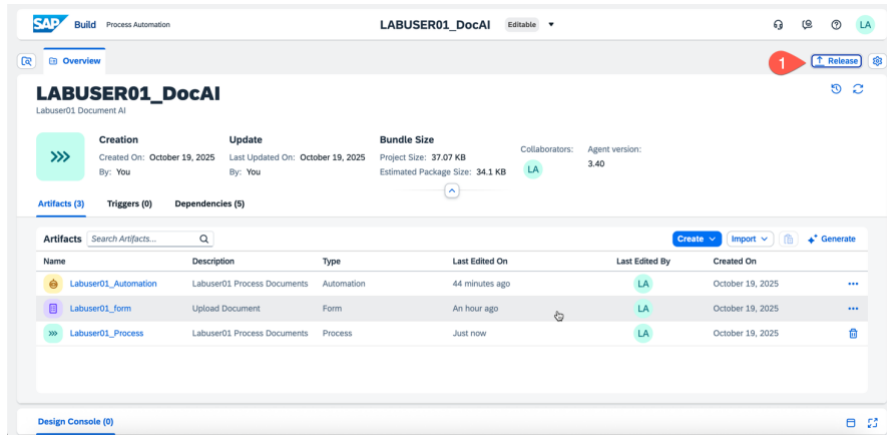 SAP Build Process Automation LABUSER01_DocAI Editable LA
Overview 1 Release
LABUSER01_DocAI
Labuser01 Document AI
Creation Update Bundle Size
Created On: October 19, 2025 Last Updated On: October 19, 2025 Project Size: 37.07 KB Collaborators: Agent version:
By: You By: You Estimated Package Size: 34.1 KB LA 3.40
Artifacts (3) Triggers (0) Dependencies (5)
Artifacts Search Artifacts... Create Import Generate
Name Description Type Last Edited On Last Edited By Created On
Labuser01_Automation Labuser01 Process Documents Automation 44 minutes ago LA October 19, 2025
Labuser01_form Upload Document Form An hour ago LA October 19, 2025
Labuser01_Process Labuser01 Process Documents Process Just now LA October 19, 2025
Design Console (0)